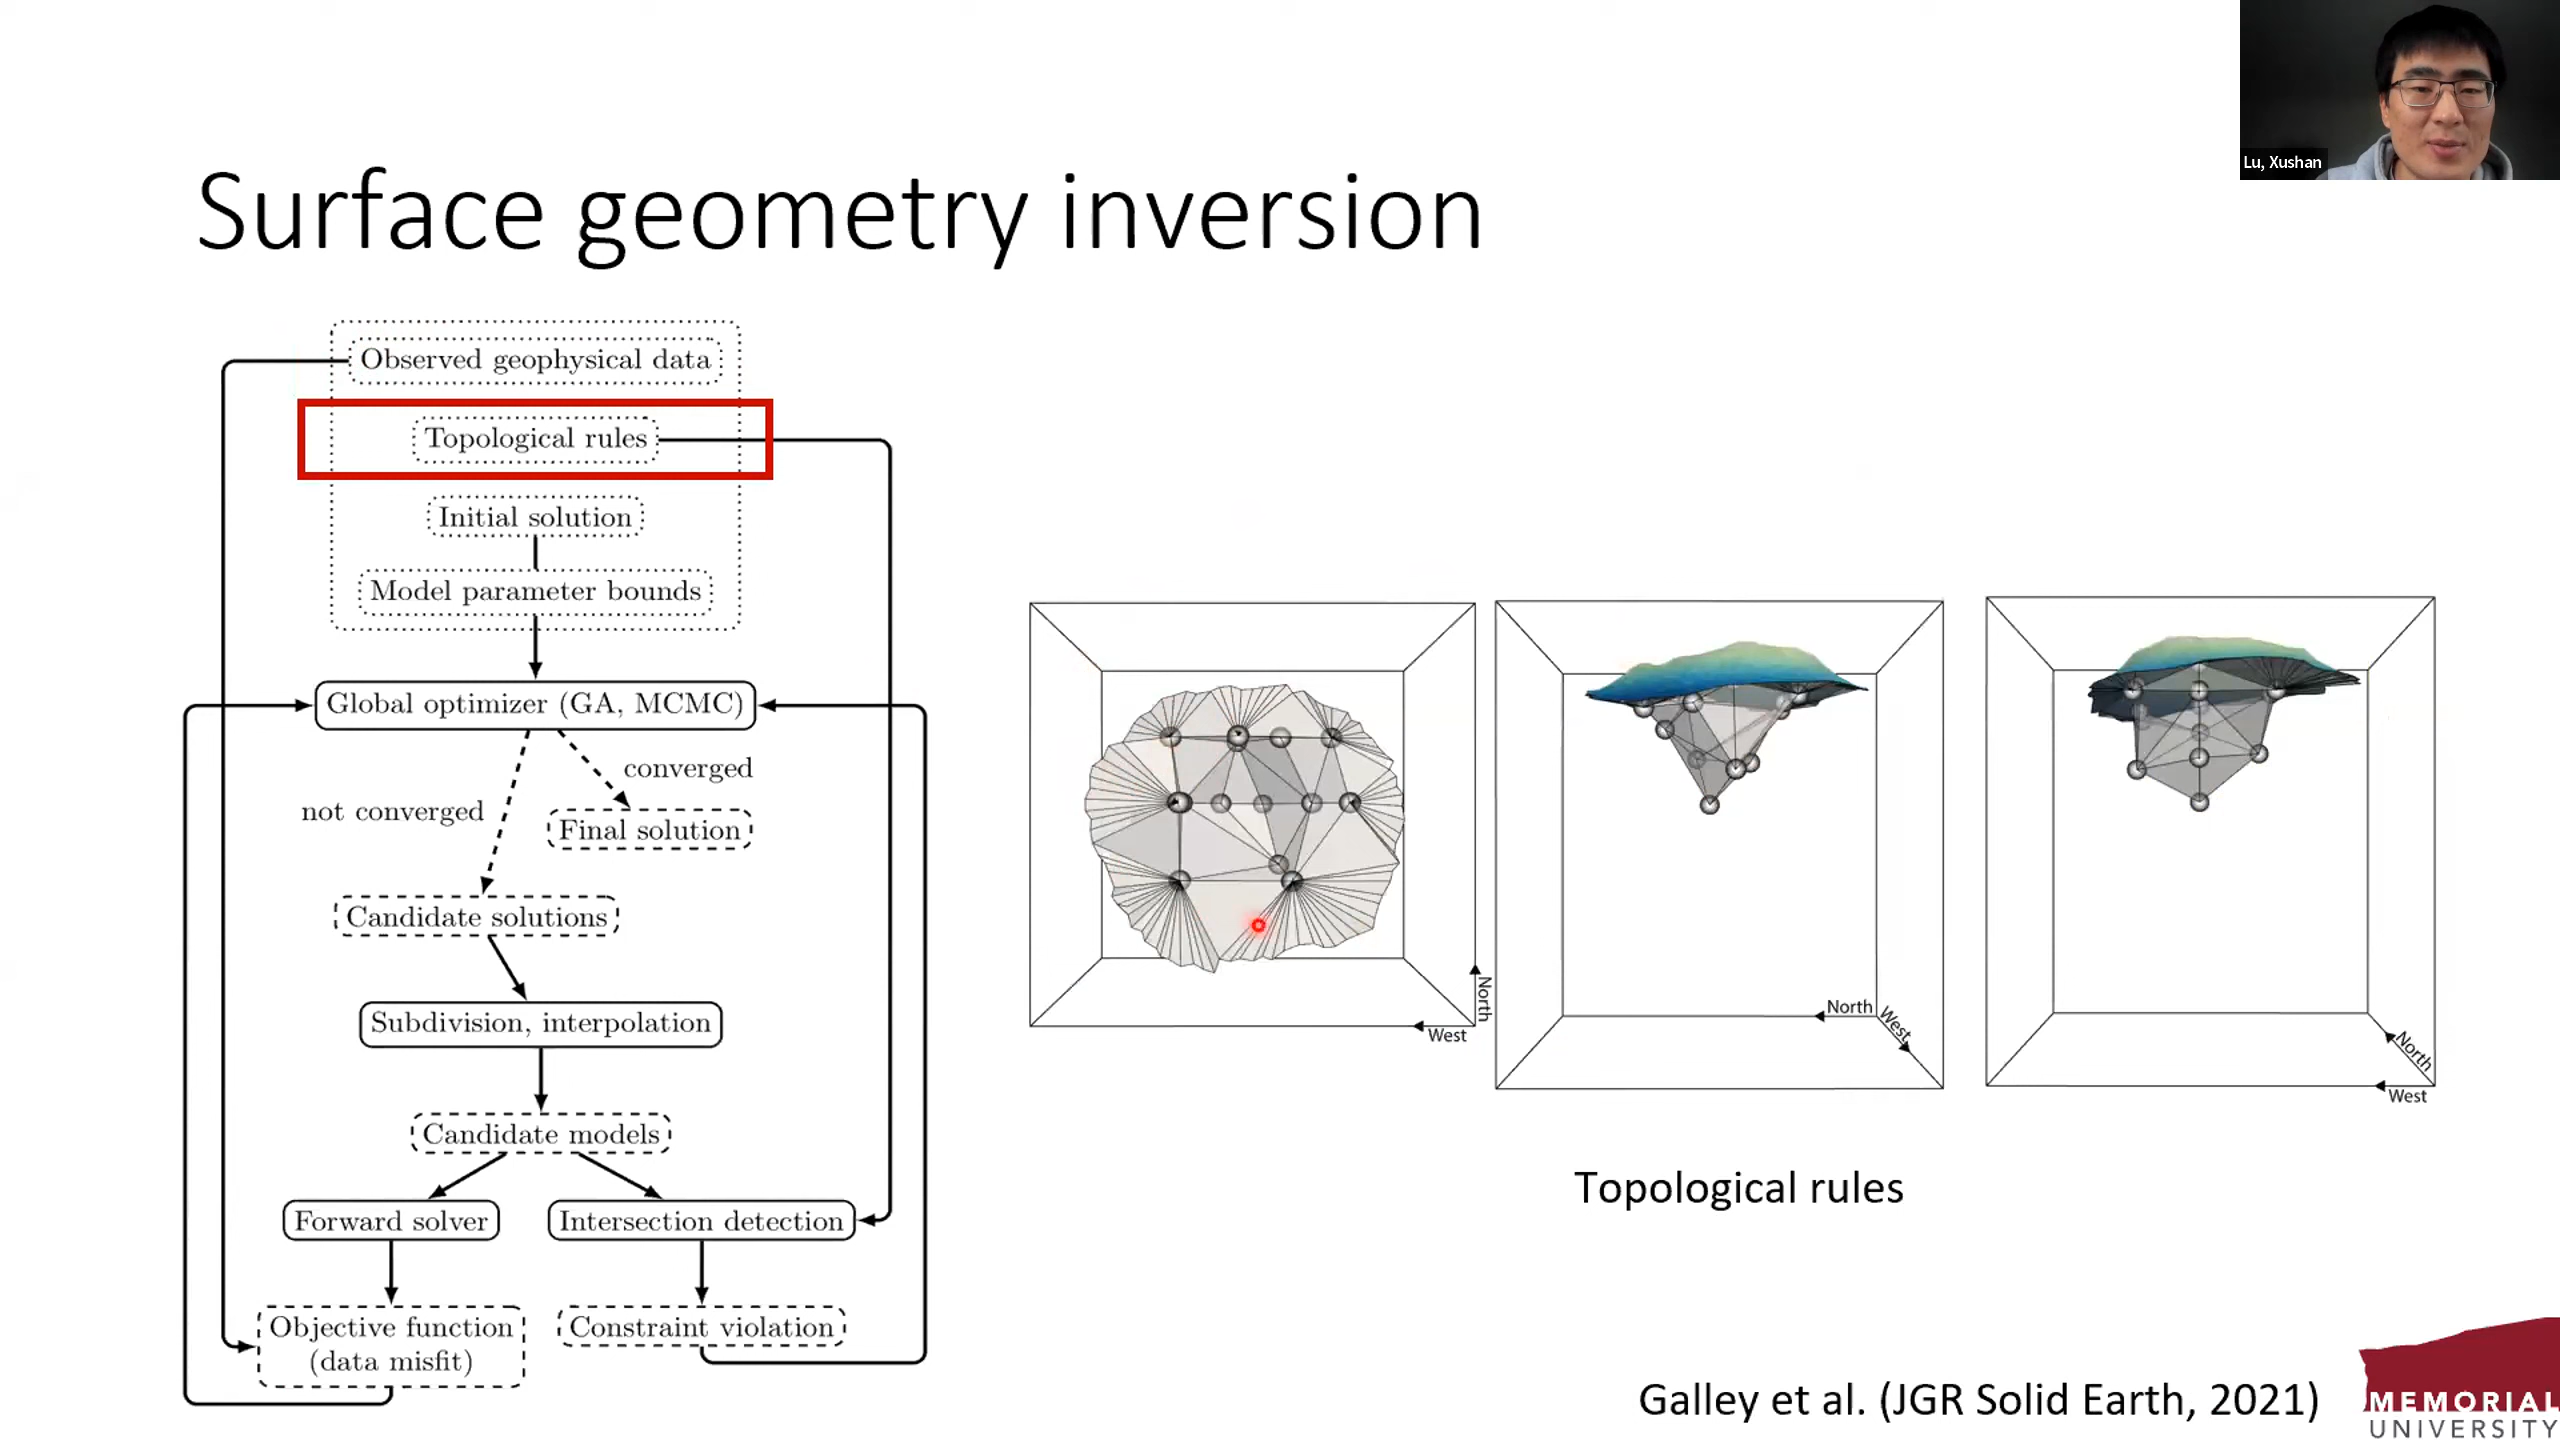 Lu, Xushan
Surface geometry inversion
Observed geophysical data
Topological rules
Initial solution
Model parameter bounds
Global optimizer (GA, MCMC)
converged
not converged
Final solution
Candidate solutions
Subdivision, interpolation
Candidate models
Forward solver
Intersection detection
Objective function
(data misfit)
Constraint violation
North
West
North
West
North
West
Topological rules
Galley et al. (JGR Solid Earth, 2021)
MEMORIAL
UNIVERSITY